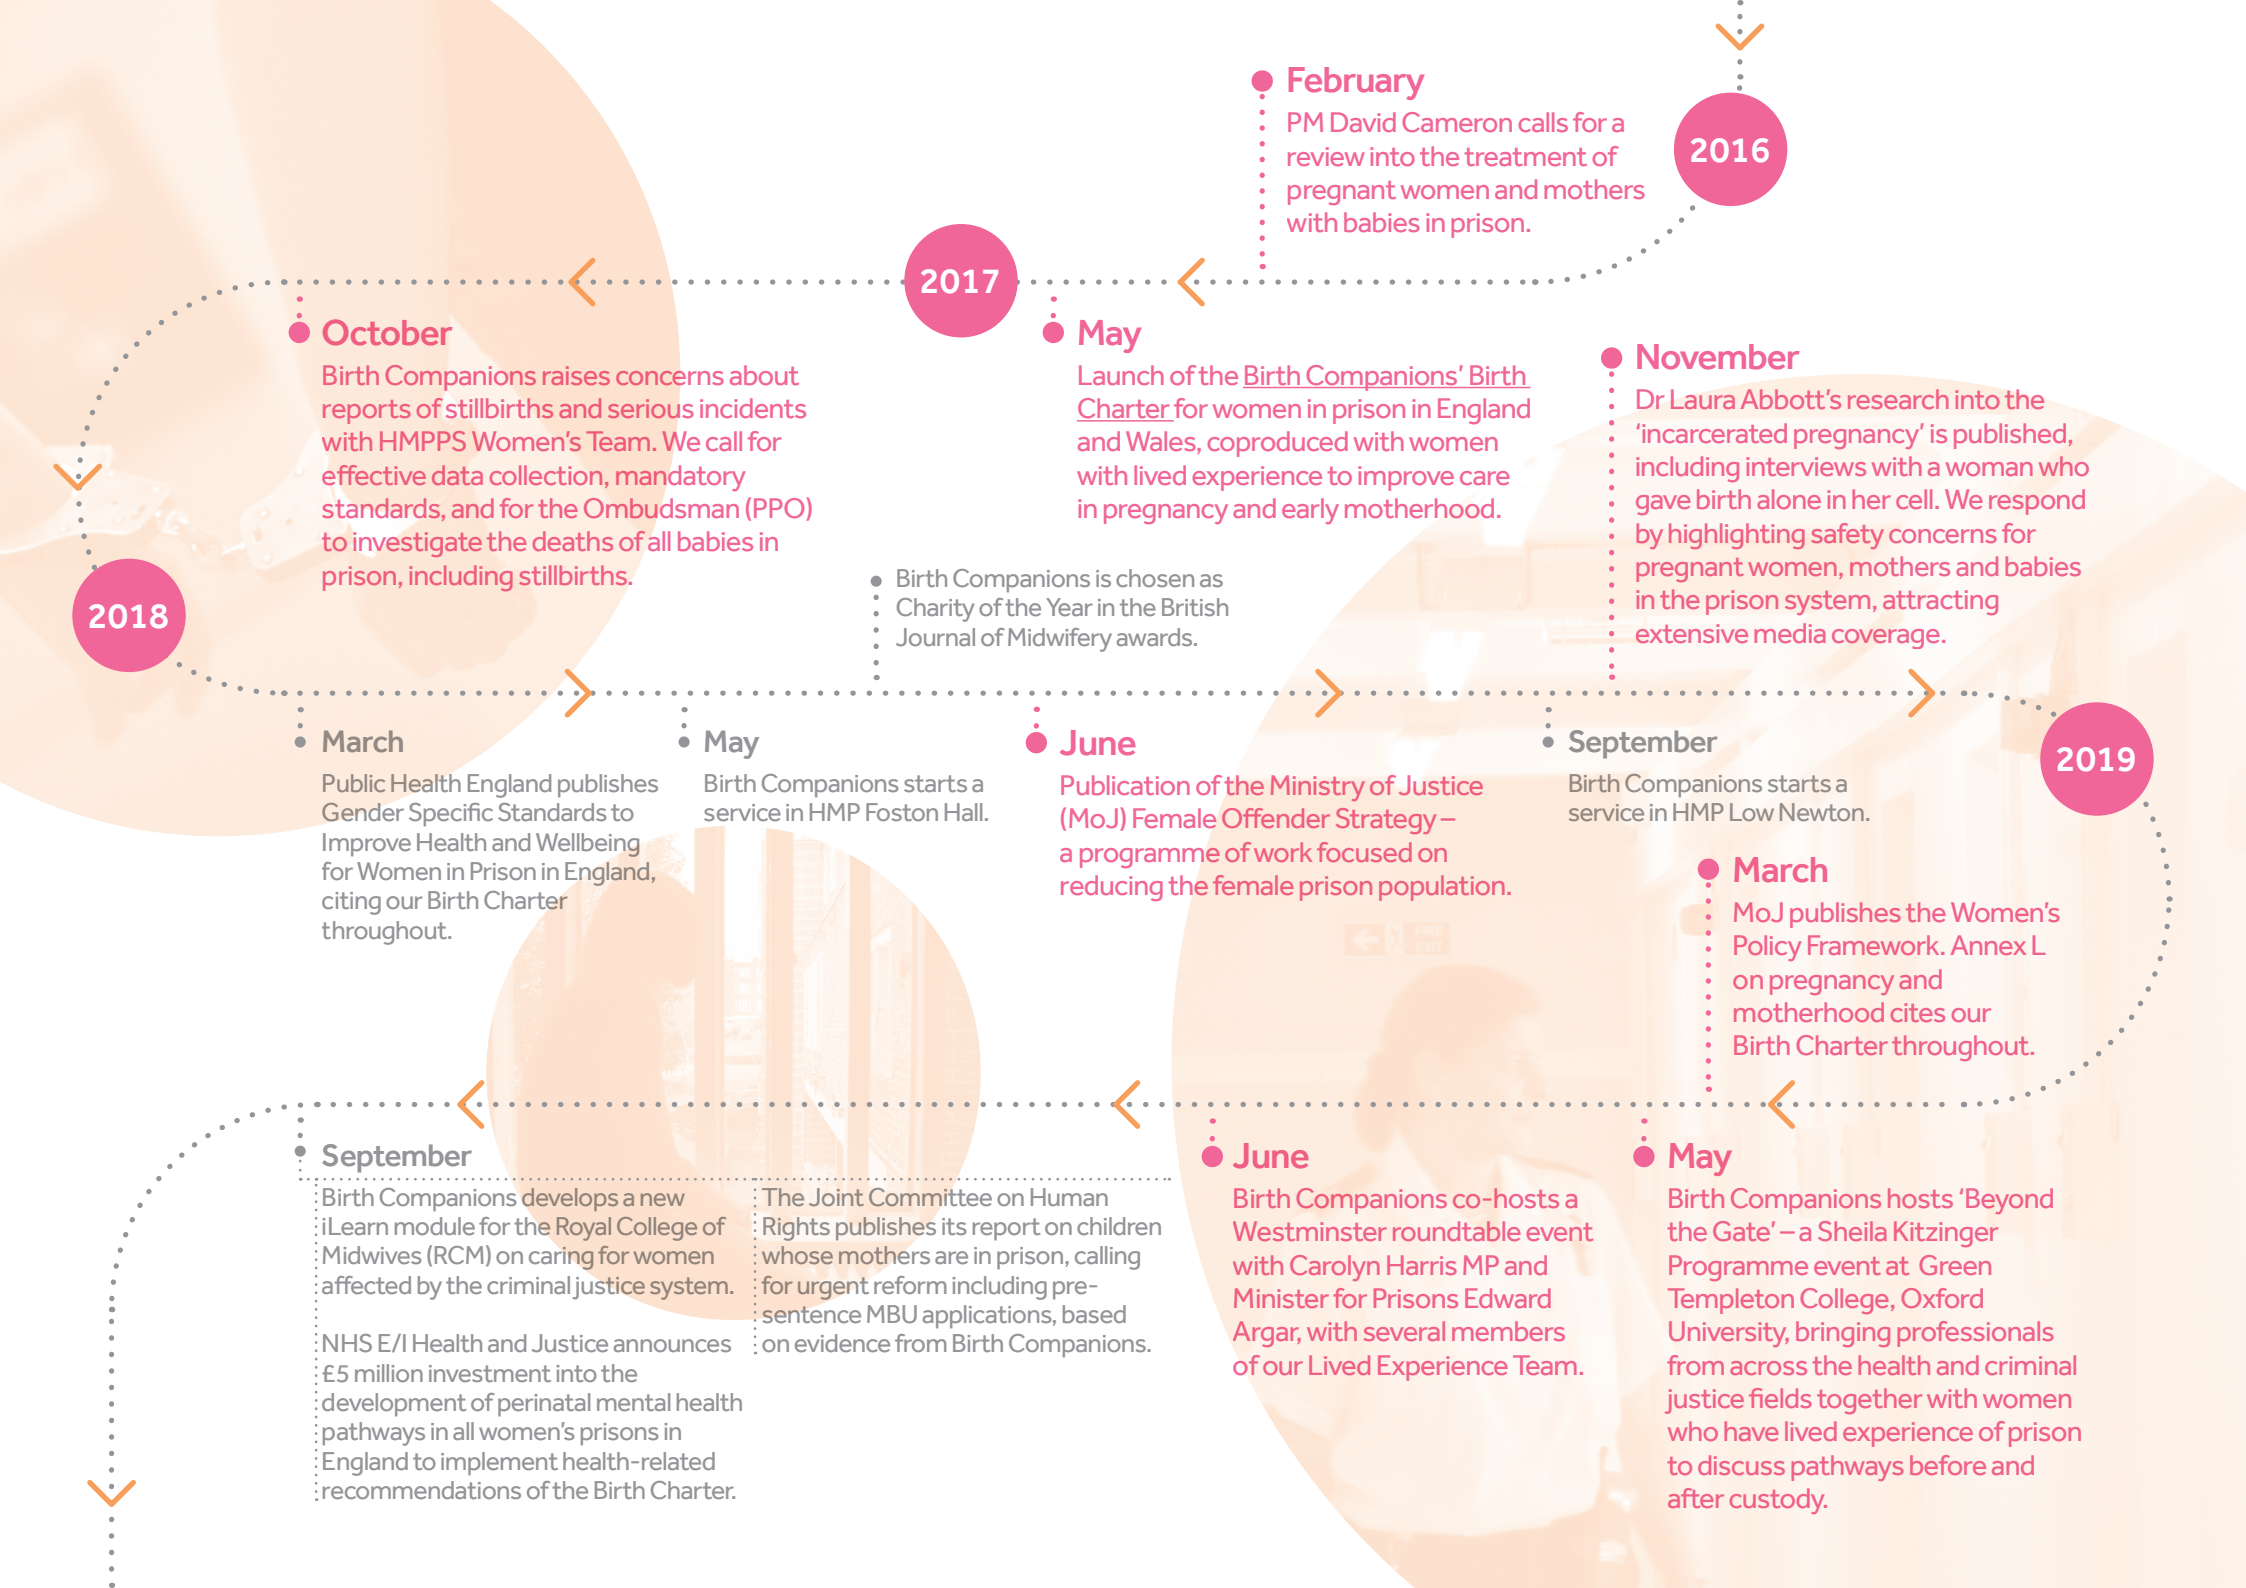 2016
February
PM David Cameron calls for a
review into the treatment of
pregnant women and mothers
with babies in prison.
May
Launch of the Birth Companions’ Birth
Charter for women in prison in England
and Wales, coproduced with women
with lived experience to improve care
in pregnancy and early motherhood.
2017
October
Birth Companions raises concerns about
reports of stillbirths and serious incidents
with HMPPS Women’s Team. We call for
effective data collection, mandatory
standards, and for the Ombudsman (PPO)
to investigate the deaths of all babies in
prison, including stillbirths.
2018
March
Public Health England publishes
Gender Specific Standards to
Improve Health and Wellbeing
for Women in Prison in England,
citing our Birth Charter
throughout.
May
Birth Companions starts a
service in HMP Foston Hall.
Birth Companions is chosen as
Charity of the Year in the British
Journal of Midwifery awards.
June
Publication of the Ministry of Justice
(MoJ) Female Offender Strategy –
a programme of work focused on
reducing the female prison population.
September
Birth Companions starts a
service in HMP Low Newton.
November
Dr Laura Abbott’s research into the
‘incarcerated pregnancy’ is published,
including interviews with a woman who
gave birth alone in her cell. We respond
by highlighting safety concerns for
pregnant women, mothers and babies
in the prison system, attracting
extensive media coverage.
2019
March
MoJ publishes the Women’s
Policy Framework. Annex L
on pregnancy and
motherhood cites our
Birth Charter throughout.
May
Birth Companions hosts ‘Beyond
the Gate’ – a Sheila Kitzinger
Programme event at Green
Templeton College, Oxford
University, bringing professionals
from across the health and criminal
justice fields together with women
who have lived experience of prison
to discuss pathways before and
after custody.
June
Birth Companions co-hosts a
Westminster roundtable event
with Carolyn Harris MP and
Minister for Prisons Edward
Argar, with several members
of our Lived Experience Team.
September
Birth Companions develops a new
iLearn module for the Royal College of
Midwives (RCM) on caring for women
affected by the criminal justice system.
NHS E/I Health and Justice announces
£5 million investment into the
development of perinatal mental health
pathways in all women’s prisons in
England to implement health-related
recommendations of the Birth Charter.
The Joint Committee on Human
Rights publishes its report on children
whose mothers are in prison, calling
for urgent reform including pre-
sentence MBU applications, based
on evidence from Birth Companions.
FIRE
EXIT